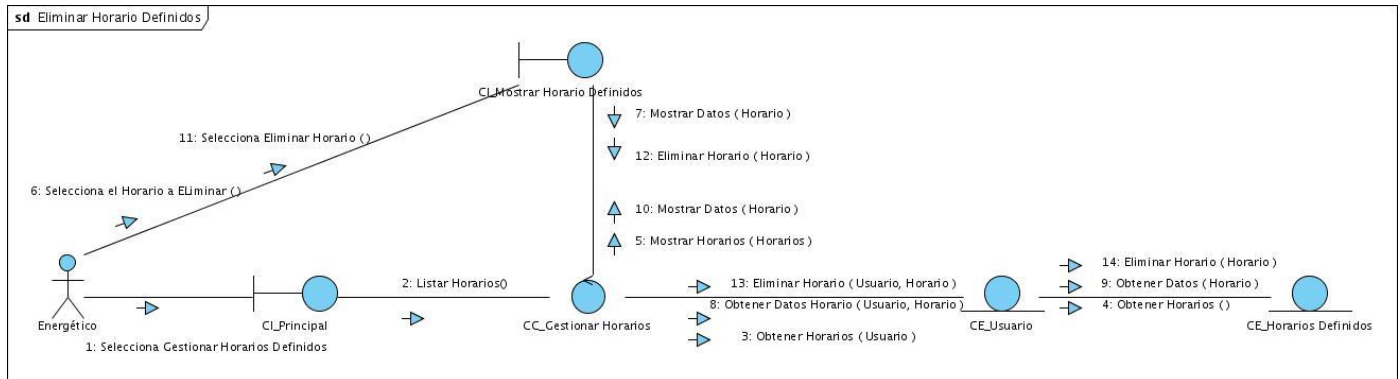 sd Eliminar Horario Definidos
CI_Mostrar Horario Definidos
7: Mostrar Datos ( Horario )
11: Selecciona Eliminar Horario ( )
12: Eliminar Horario ( Horario )
6: Selecciona el Horario a ELiminar ( )
10: Mostrar Datos ( Horario )
5: Mostrar Horarios ( Horarios )
14: Eliminar Horario ( Horario )
2: Listar Horarios()
13: Eliminar Horario ( Usuario, Horario )
9: Obtener Datos ( Horario )
8: Obtener Datos Horario ( Usuario, Horario )
4: Obtener Horarios ( )
Energético
CI_Principal
CC_Gestionar Horarios
CE_Usuario
CE_Horarios Definidos
3: Obtener Horarios ( Usuario )
1: Selecciona Gestionar Horarios Definidos